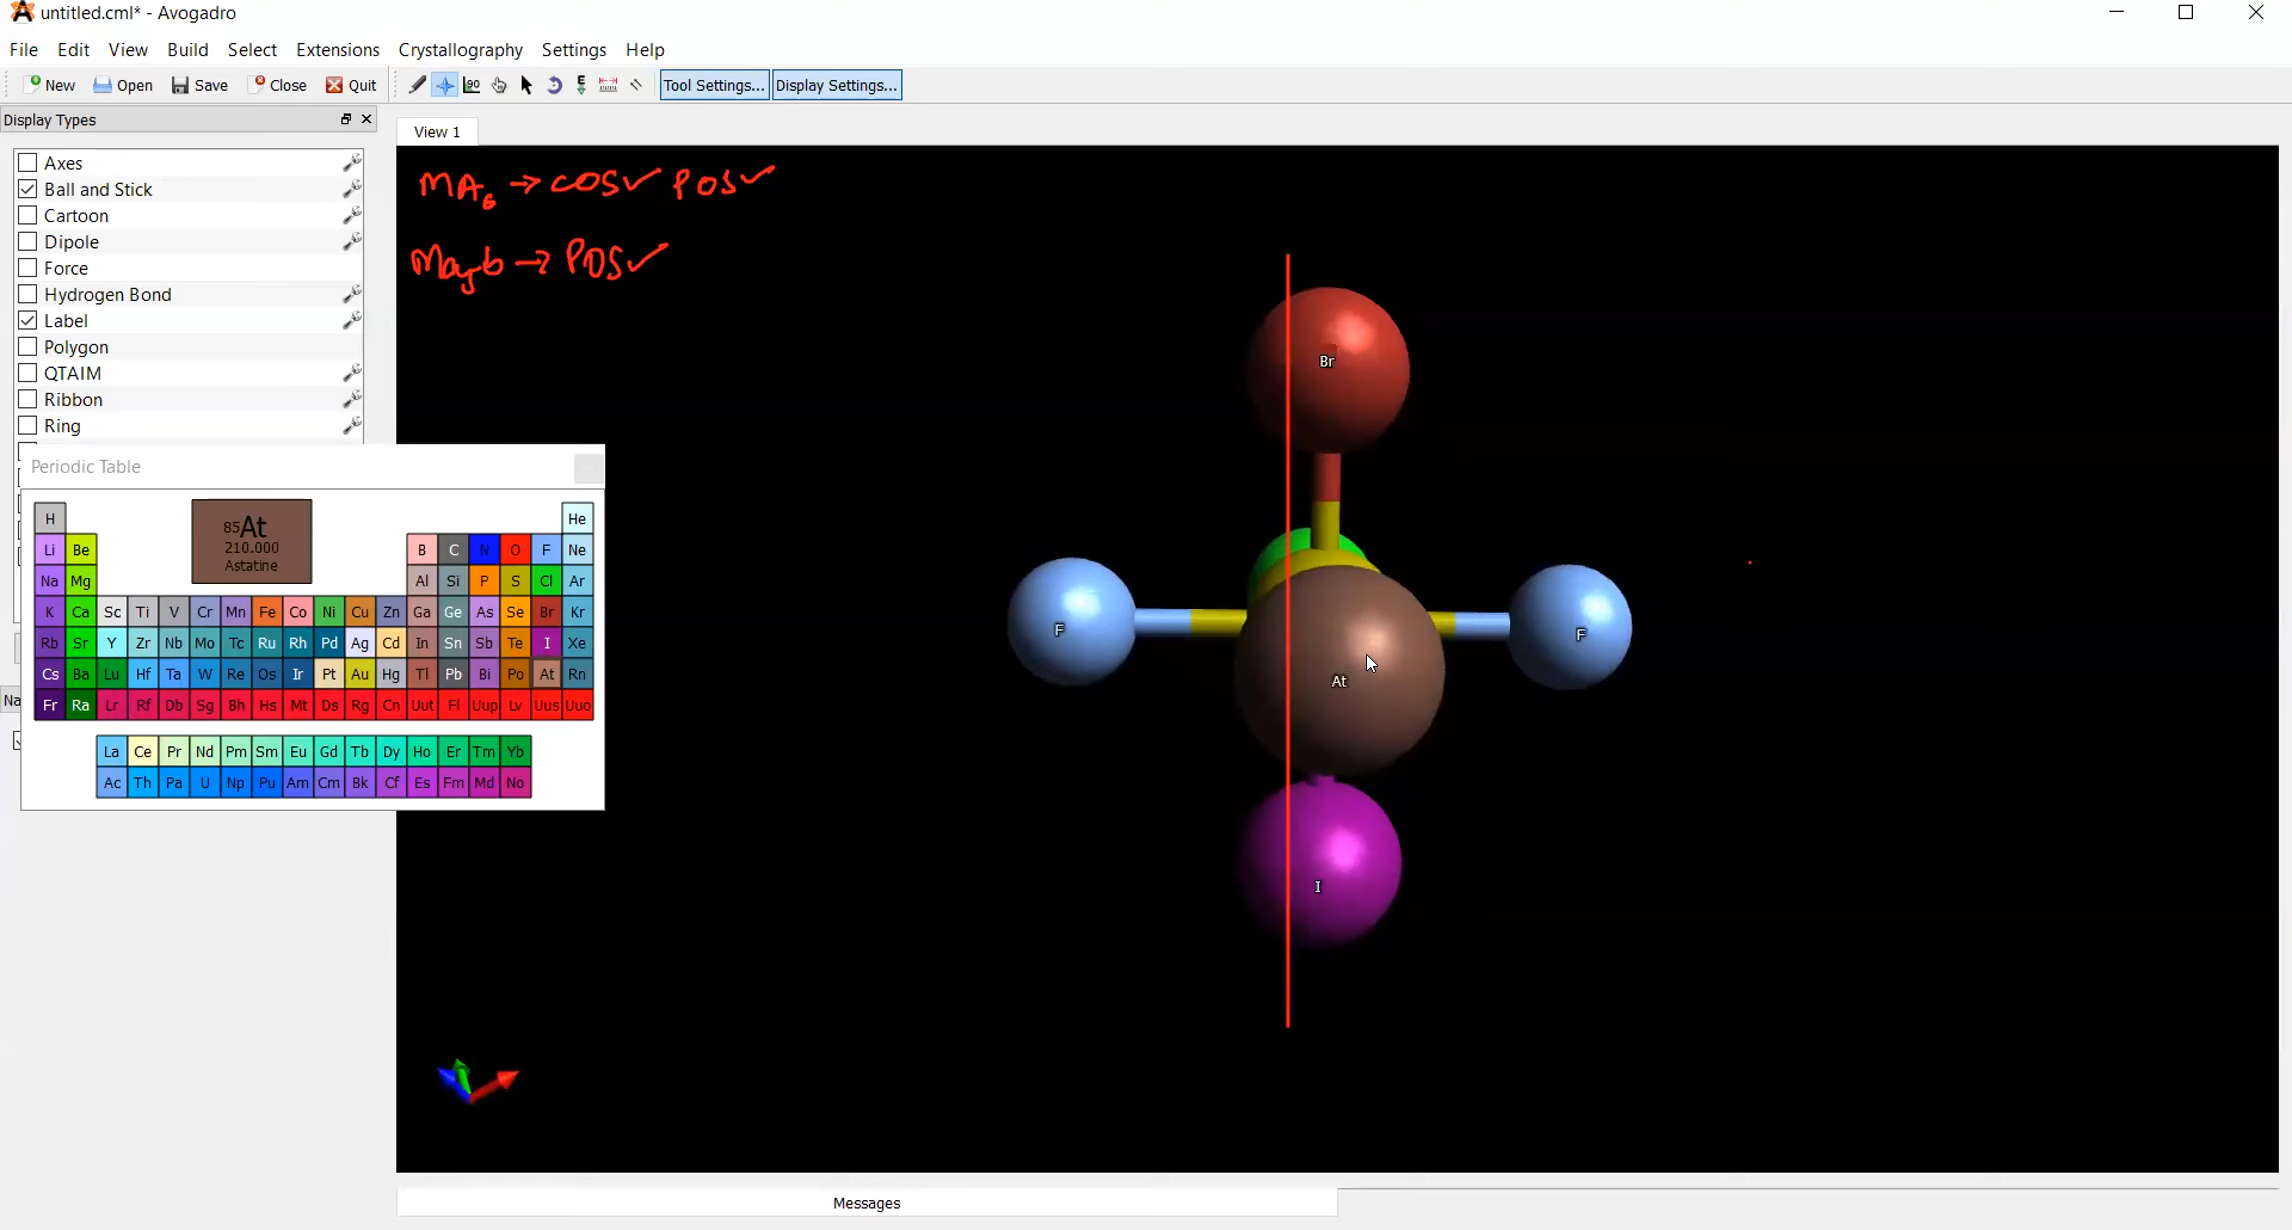 untitled.cml* - Avogadro
File Edit View Build Select Extensions Crystallography Settings Help
New Open Save Close Quit Tool Settings... Display Settings...
Display Types
View 1
Axes
Ball and Stick
Cartoon
Dipole
Force
Hydrogen Bond
Label
Polygon
QTAIM
Ribbon
Ring
MA6 → COS✓ POS✓
Ma5b → POS✓
Br
F
F
At
I
Periodic Table
85At
210.000
Astatine
H He
Li Be B C N O F Ne
Na Mg Al Si P S Cl Ar
K Ca Sc Ti V Cr Mn Fe Co Ni Cu Zn Ga Ge As Se Br Kr
Rb Sr Y Zr Nb Mo Tc Ru Rh Pd Ag Cd In Sn Sb Te I Xe
Cs Ba Lu Hf Ta W Re Os Ir Pt Au Hg Tl Pb Bi Po At Rn
Fr Ra Lr Rf Db Sg Bh Hs Mt Ds Rg Cn Uut Fl Uup Lv Uus Uuo
La Ce Pr Nd Pm Sm Eu Gd Tb Dy Ho Er Tm Yb
Ac Th Pa U Np Pu Am Cm Bk Cf Es Fm Md No
Na
Messages